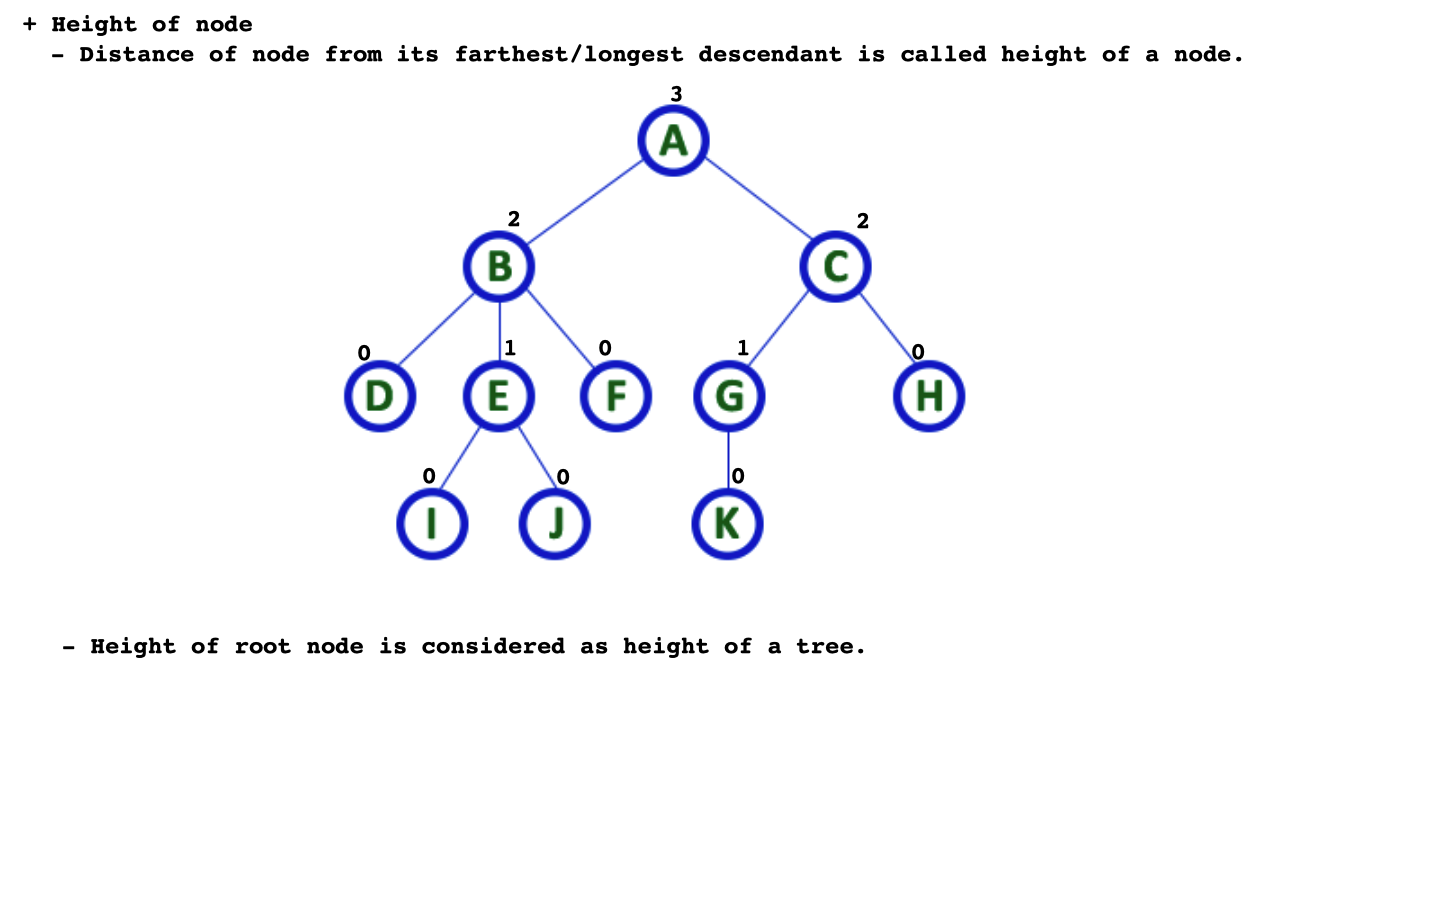 + Height of node
- Distance of node from its farthest/longest descendant is called height of a node.
3
A
2
2
B
C
0
1
0
1
0
D
E
F
G
H
0
0
0
I
J
K
- Height of root node is considered as height of a tree.